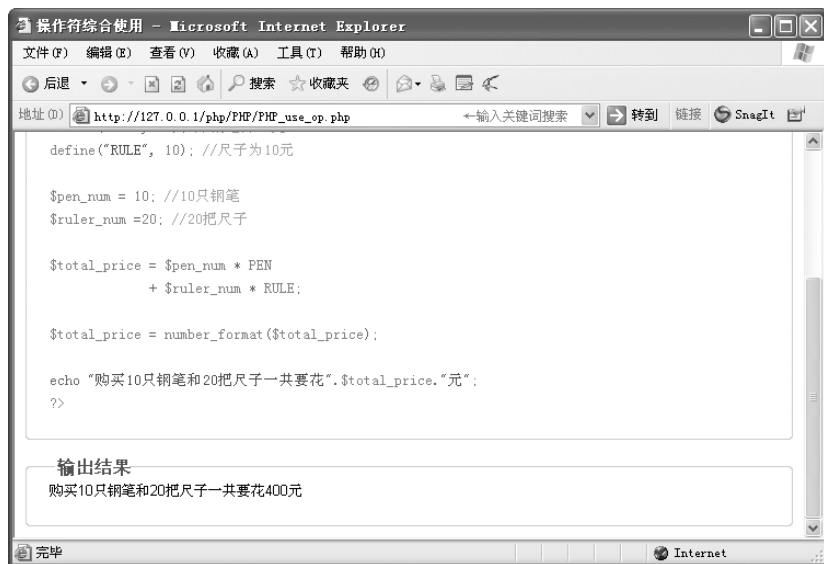 操作符综合使用 - Microsoft Internet Explorer
文件(F) 编辑(E) 查看(V) 收藏(A) 工具(T) 帮助(H)
后退 搜索 收藏夹
地址(D) http://127.0.0.1/php/PHP/PHP_use_op.php ←输入关键词搜索 转到 链接 SnagIt
define("RULE", 10); //尺子为10元
$pen_num = 10; //10只钢笔
$ruler_num =20; //20把尺子
$total_price = $pen_num * PEN
+ $ruler_num * RULE;
$total_price = number_format($total_price);
echo "购买10只钢笔和20把尺子一共要花".$total_price."元";
?>
输出结果
购买10只钢笔和20把尺子一共要花400元
完毕 Internet